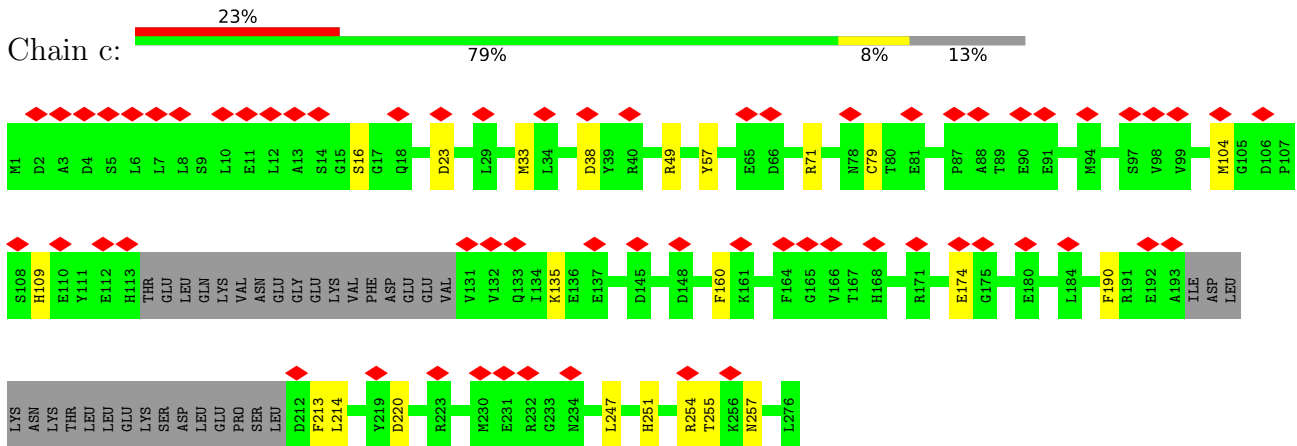 23%
Chain c:
79% 8% 13%
M1 D2 A3 D4 S5 L6 L7 L8 S9 L10 E11 L12 A13 S14 G15 S16 G17 Q18 D23 L29 M33 L34 D38 Y39 R40 R49 Y57 E65 D66 R71 N78 C79 T80 E81 P87 A88 T89 E90 E91 M94 S97 V98 V99 M104 G105 D106 P107
S108 H109 E110 Y111 E112 H113 THR GLU LEU GLN LYS VAL ASN GLU GLY GLU LYS VAL PHE ASP GLU GLU VAL V131 V132 Q133 I134 K135 E136 E137 D145 D148 F160 K161 F164 G165 V166 T167 H168 R171 E174 G175 E180 L184 F190 R191 E192 A193 ILE ASP LEU
LYS ASN LYS THR LEU LEU GLU LYS SER ASP LEU GLU PRO SER LEU D212 F213 L214 Y219 D220 R223 M230 E231 R232 G233 N234 L247 H251 R254 T255 K256 N257 L276